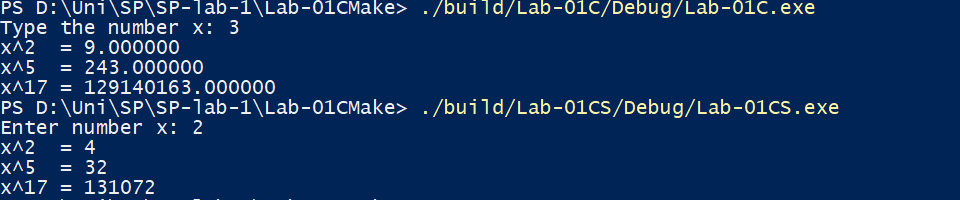 PS D:\Uni\SP\SP-lab-1\Lab-01CMake> ./build/Lab-01C/Debug/Lab-01C.exe
Type the number x: 3
x^2  = 9.000000
x^5  = 243.000000
x^17 = 129140163.000000
PS D:\Uni\SP\SP-lab-1\Lab-01CMake> ./build/Lab-01CS/Debug/Lab-01CS.exe
Enter number x: 2
x^2  = 4
x^5  = 32
x^17 = 131072